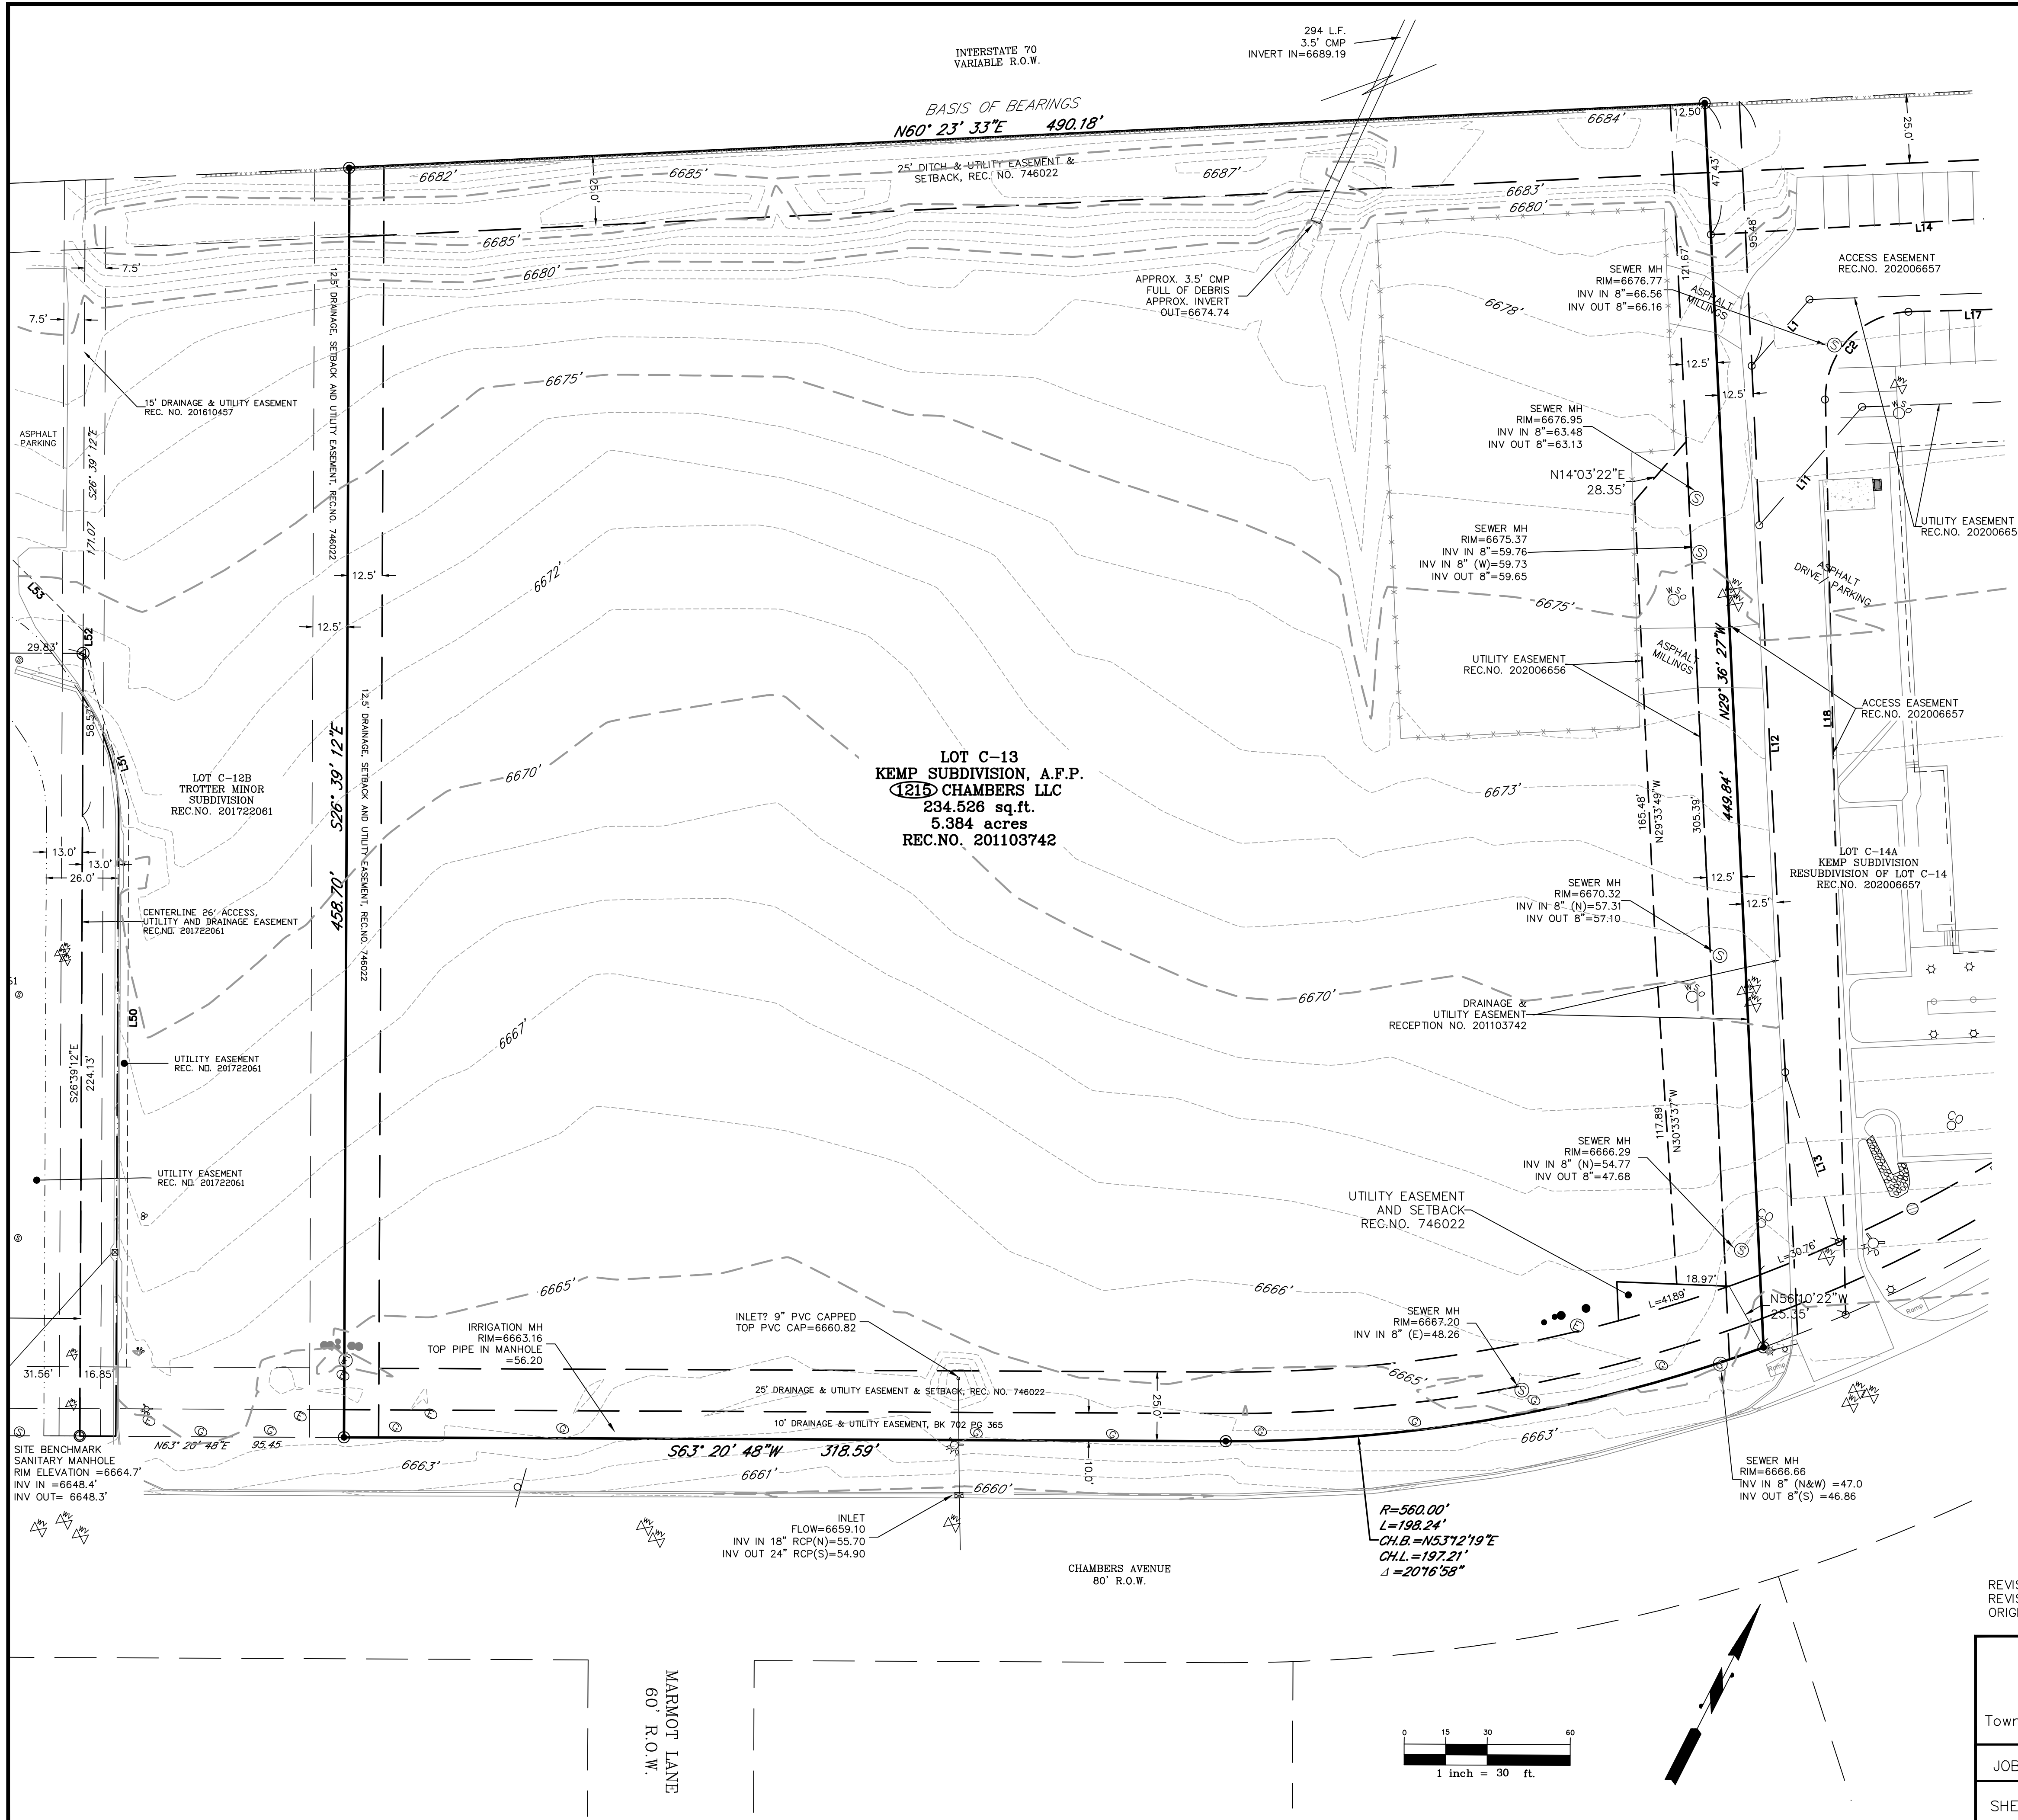 294 L.F.
3.5' CMP
INVERT IN=6689.19
INTERSTATE 70
VARIABLE R.O.W.
BASIS OF BEARINGS
N60° 23' 33"E 490.18'
12.50'
6684'
25.0'
25' DITCH & UTILITY EASEMENT &
SETBACK, REC. NO. 746022
6682'
6685'
6687'
25.0'
47.43'
6683'
6680'
6685'
6680'
L14
95.48'
121.67'
7.5'
7.5'
ACCESS EASEMENT
REC.NO. 202006657
SEWER MH
RIM=6676.77
INV IN 8"=66.56
INV OUT 8"=66.16
ASPHALT
MILLINGS
APPROX. 3.5' CMP
FULL OF DEBRIS
APPROX. INVERT
OUT=6674.74
6678'
L1
L17
C2
12.5'
12.5'
12.5' DRAINAGE, SETBACK AND UTILITY EASEMENT, REC.NO. 746022
15' DRAINAGE & UTILITY EASEMENT
REC. NO. 201610457
6675'
ASPHALT
PARKING
S26° 39' 12"E
171.07
SEWER MH
RIM=6676.95
INV IN 8"=63.48
INV OUT 8"=63.13
WSO
N14°03'22"E
28.35'
L11
UTILITY EASEMENT
REC.NO. 20200665
SEWER MH
RIM=6675.37
INV IN 8"=59.76
INV IN 8" (W)=59.73
INV OUT 8"=59.65
ASPHALT
DRIVE/ PARKING
12.5'
6672'
12.5'
WSO
6675'
L53
L52
29.83'
58.57'
L51
UTILITY EASEMENT
REC.NO. 202006656
ASPHALT
MILLINGS
N29° 36' 27"W
449.84'
ACCESS EASEMENT
REC.NO. 202006657
L18
L12
S26° 39' 12"E
458.70'
12.5' DRAINAGE, SETBACK AND UTILITY EASEMENT, REC.NO. 746022
LOT C-12B
TROTTER MINOR
SUBDIVISION
REC.NO. 201722061
6670'
LOT C-13
KEMP SUBDIVISION, A.F.P.
1215 CHAMBERS LLC
234.526 sq.ft.
5.384 acres
REC.NO. 201103742
6673'
165.48'
N29°33'49"W
305.39'
13.0'
13.0'
26.0'
LOT C-14A
KEMP SUBDIVISION
RESUBDIVISION OF LOT C-14
REC.NO. 202006657
12.5'
12.5'
SEWER MH
RIM=6670.32
INV IN 8" (N)=57.31
INV OUT 8"=57.10
CENTERLINE 26' ACCESS,
UTILITY AND DRAINAGE EASEMENT
REC.NO. 201722061
6670'
WSO
DRAINAGE &
UTILITY EASEMENT
RECEPTION NO. 201103742
L50
6667'
S26°39'12"E
224.13'
UTILITY EASEMENT
REC. NO. 201722061
117.89'
N30°33'37"W
CO
UTILITY EASEMENT
REC. NO. 201722061
SEWER MH
RIM=6666.29
INV IN 8" (N)=54.77
INV OUT 8"=47.68
L13
UTILITY EASEMENT
AND SETBACK
REC.NO. 746022
CO
L=30.76'
18.97'
6665'
6666'
L=41.89'
N56°10'22"W
25.35'
Ramp
INLET? 9" PVC CAPPED
TOP PVC CAP=6660.82
IRRIGATION MH
RIM=6663.16
TOP PIPE IN MANHOLE
=56.20
SEWER MH
RIM=6667.20
INV IN 8" (E)=48.26
31.56'
16.85'
25' DRAINAGE & UTILITY EASEMENT & SETBACK, REC. NO. 746022
25.0'
6665'
Ramp
10' DRAINAGE & UTILITY EASEMENT, BK 702 PG 365
N63° 20' 48"E 95.45
S63° 20' 48"W 318.59'
10.0'
6663'
6663'
6661'
6660'
SITE BENCHMARK
SANITARY MANHOLE
RIM ELEVATION =6664.7'
INV IN =6648.4'
INV OUT= 6648.3'
SEWER MH
RIM=6666.66
INV IN 8" (N&W) =47.0
INV OUT 8"(S) =46.86
INLET
FLOW=6659.10
INV IN 18" RCP(N)=55.70
INV OUT 24" RCP(S)=54.90
R=560.00'
L=198.24'
CH.B.=N53°12'19"E
CH.L.=197.21'
Δ =20°16'58"
CHAMBERS AVENUE
80' R.O.W.
MARMOT LANE
60' R.O.W.
0 15 30 60
1 inch = 30 ft.
REVIS
REVIS
ORIGI
Town
JOB
SHE